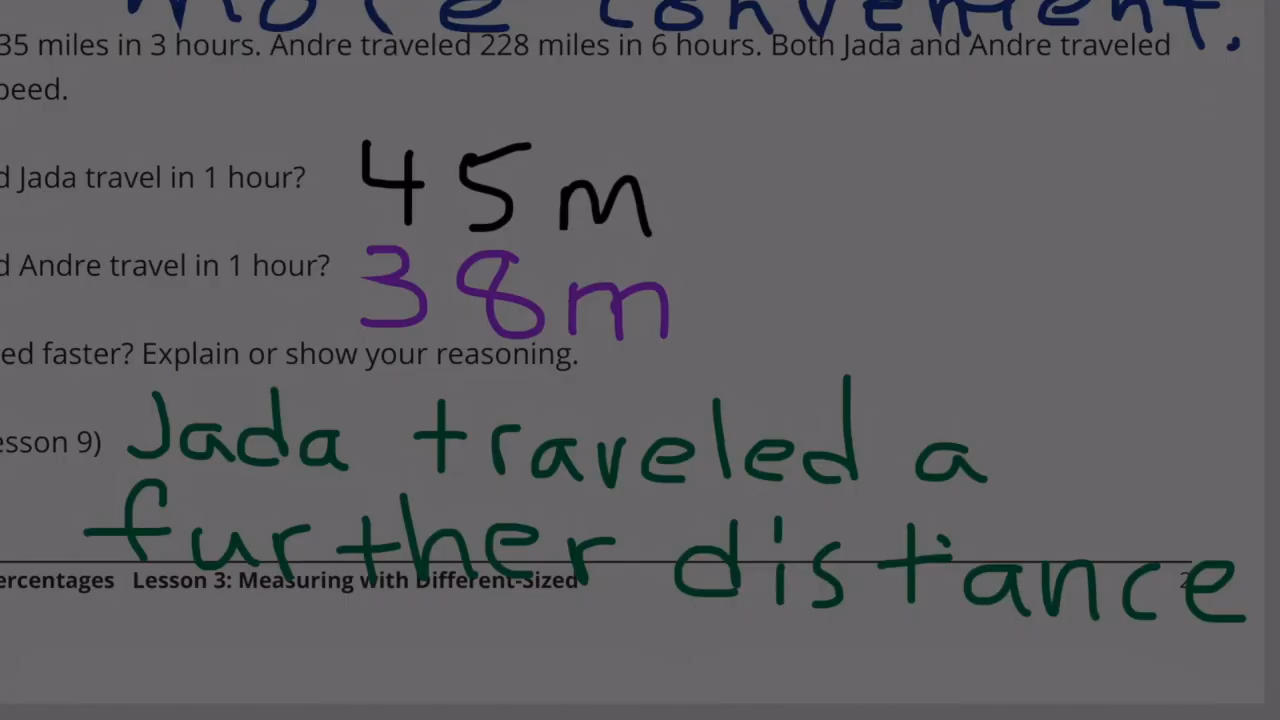 more convenient.
35 miles in 3 hours. Andre traveled 228 miles in 6 hours. Both Jada and Andre traveled
peed.
d Jada travel in 1 hour? 45m
d Andre travel in 1 hour? 38m
ed faster? Explain or show your reasoning.
esson 9) Jada traveled a
further distance
ercentages Lesson 3: Measuring with Different-Sized